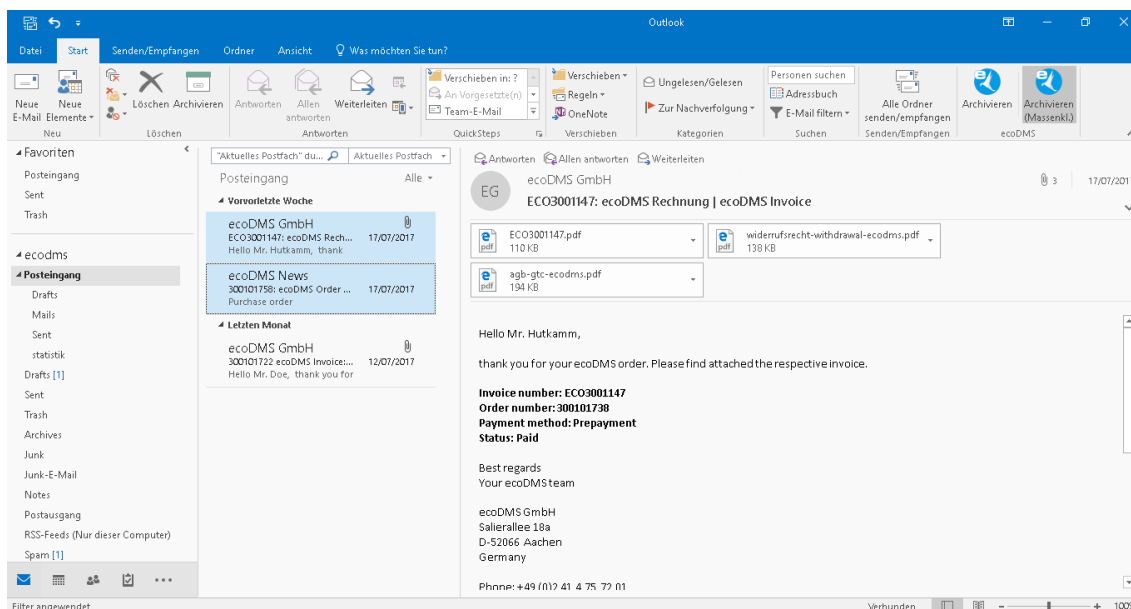 Outlook
Datei Start Senden/Empfangen Ordner Ansicht Was möchten Sie tun?
Neue E-Mail
Neue Elemente
Neu
Löschen Archivieren
Löschen
Antworten
Allen antworten
Weiterleiten
Antworten
Verschieben in: ?
An Vorgesetzte(n)
Team-E-Mail
QuickSteps
Verschieben
Regeln
OneNote
Verschieben
Ungelesen/Gelesen
Zur Nachverfolgung
Kategorien
Personen suchen
Adressbuch
E-Mail filtern
Suchen
Alle Ordner senden/empfangen
Senden/Empfangen
Archivieren
Archivieren (Massenkl.)
ecoDMS
Favoriten
Posteingang
Sent
Trash
ecodms
Posteingang
Drafts
Mails
Sent
statistik
Drafts [1]
Sent
Trash
Archives
Junk
Junk-E-Mail
Notes
Postausgang
RSS-Feeds (Nur dieser Computer)
Spam [1]
"Aktuelles Postfach" du... Aktuelles Postfach
Posteingang Alle
Vorvorletzte Woche
ecoDMS GmbH
ECO3001147: ecoDMS Rech... 17/07/2017
Hello Mr. Hutkamm, thank
ecoDMS News
300101758: ecoDMS Order ... 17/07/2017
Purchase order
Letzten Monat
ecoDMS GmbH
300101722 ecoDMS Invoice:... 12/07/2017
Hello Mr. Doe, thank you for
Antworten Allen antworten Weiterleiten
EG
ecoDMS GmbH
3 17/07/2017
ECO3001147: ecoDMS Rechnung | ecoDMS Invoice
pdf
ECO3001147.pdf
110 KB
pdf
widerrufsrecht-withdrawal-ecodms.pdf
138 KB
pdf
agb-gtc-ecodms.pdf
194 KB
Hello Mr. Hutkamm,
thank you for your ecoDMS order. Please find attached the respective invoice.
Invoice number: ECO3001147
Order number: 300101738
Payment method: Prepayment
Status: Paid
Best regards
Your ecoDMS team
ecoDMS GmbH
Salierallee 18a
D-52066 Aachen
Germany
Phone: +49 (0)2 41 4 75 72 01
Filter angewendet
Verbunden
100%